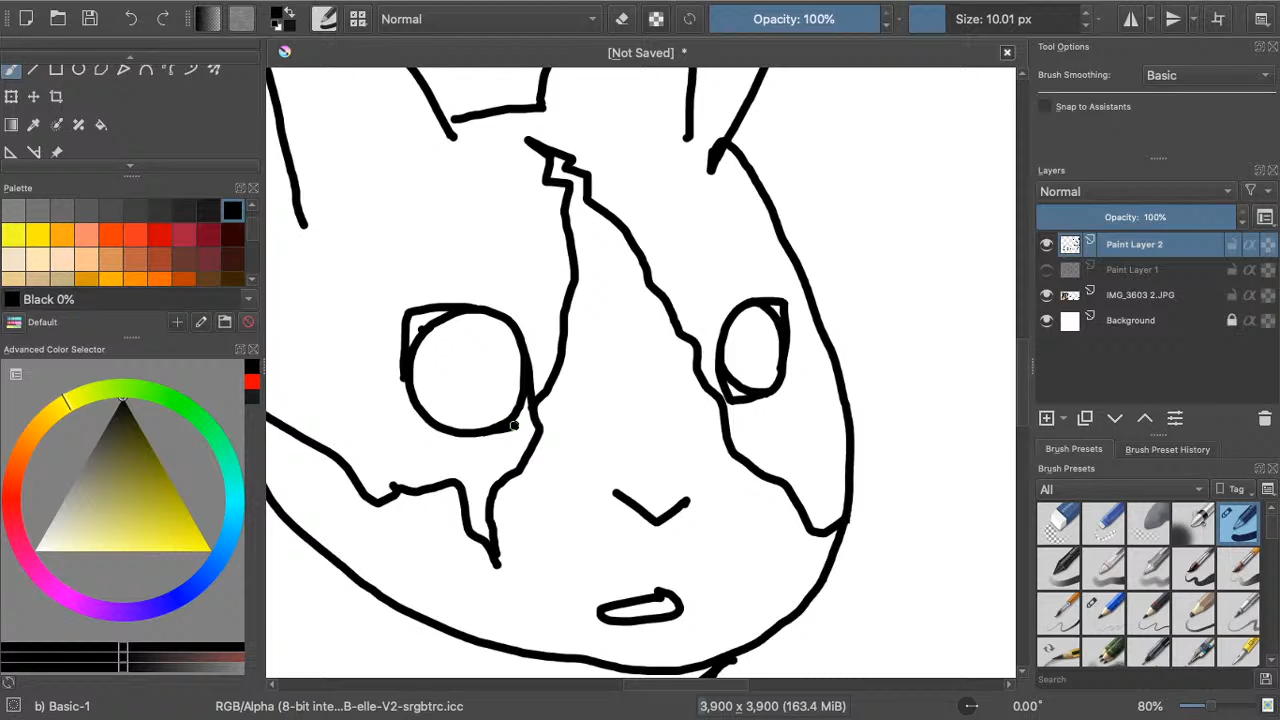 Normal
Opacity: 100%
Size: 10.01 px
[Not Saved] *
Tool Options
Brush Smoothing:
Basic
Snap to Assistants
Layers
Normal
Opacity: 100%
Paint Layer 2
Paint Layer 1
IMG_3603 2.JPG
Background
Brush Presets
Brush Preset History
Brush Presets
All
Tag
Search
Palette
Black 0%
Default
Advanced Color Selector
b) Basic-1
RGB/Alpha (8-bit inte...B-elle-V2-srgbtrc.icc
3,900 x 3,900 (163.4 MiB)
0.00°
80%